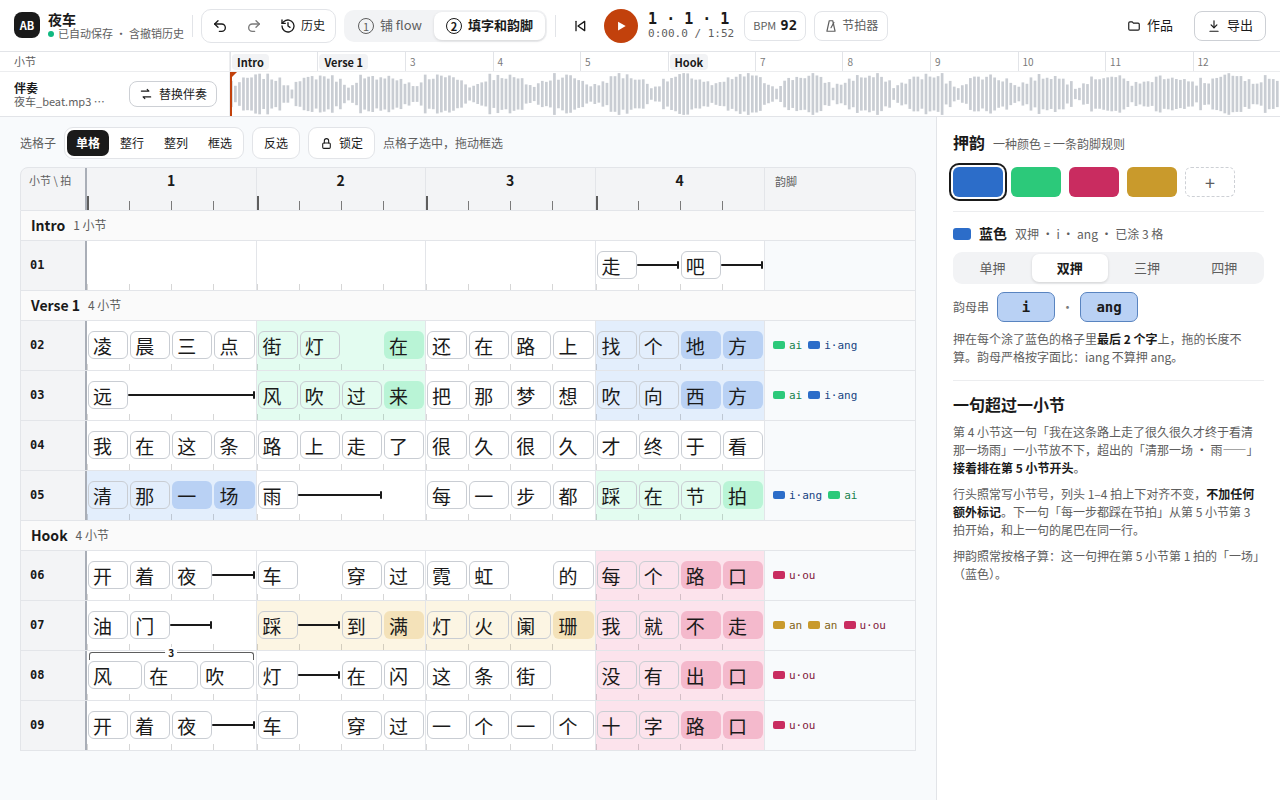 AB 夜车 已自动保存 · 含撤销历史 历史 ① 铺 flow ② 填字和韵脚 1 · 1 · 1 0:00.0 / 1:52 BPM 92 节拍器 作品 导出
小节 Intro Verse 1 3 4 5 Hook 7 8 9 10 11 12
伴奏
夜车_beat.mp3 ··· 替换伴奏
选格子 单格 整行 整列 框选 反选 锁定 点格子选中，拖动框选
小节 \ 拍 1 2 3 4 韵脚
Intro 1 小节
01 走 吧
Verse 1 4 小节
02 凌 晨 三 点 街 灯 在 还 在 路 上 找 个 地 方 ai i·ang
03 远 风 吹 过 来 把 那 梦 想 吹 向 西 方 ai i·ang
04 我 在 这 条 路 上 走 了 很 久 很 久 才 终 于 看
05 清 那 一 场 雨 每 一 步 都 踩 在 节 拍 i·ang ai
Hook 4 小节
06 开 着 夜 车 穿 过 霓 虹 的 每 个 路 口 u·ou
07 油 门 踩 到 满 灯 火 阑 珊 我 就 不 走 an an u·ou
3
08 风 在 吹 灯 在 闪 这 条 街 没 有 出 口 u·ou
09 开 着 夜 车 穿 过 一 个 一 个 十 字 路 口 u·ou
押韵 一种颜色 = 一条韵脚规则
+
蓝色 双押 · i · ang · 已涂 3 格
单押 双押 三押 四押
韵母串 i · ang
押在每个涂了蓝色的格子里最后 2 个字上，拖的长度不
算。韵母严格按字面比：iang 不算押 ang。
一句超过一小节
第 4 小节这一句「我在这条路上走了很久很久才终于看清
那一场雨」一小节放不下，超出的「清那一场 · 雨——」
接着排在第 5 小节开头。
行头照常写小节号，列头 1–4 拍上下对齐不变，不加任何
额外标记。下一句「每一步都踩在节拍」从第 5 小节第 3
拍开始，和上一句的尾巴在同一行。
押韵照常按格子算：这一句押在第 5 小节第 1 拍的「一场」
（蓝色）。